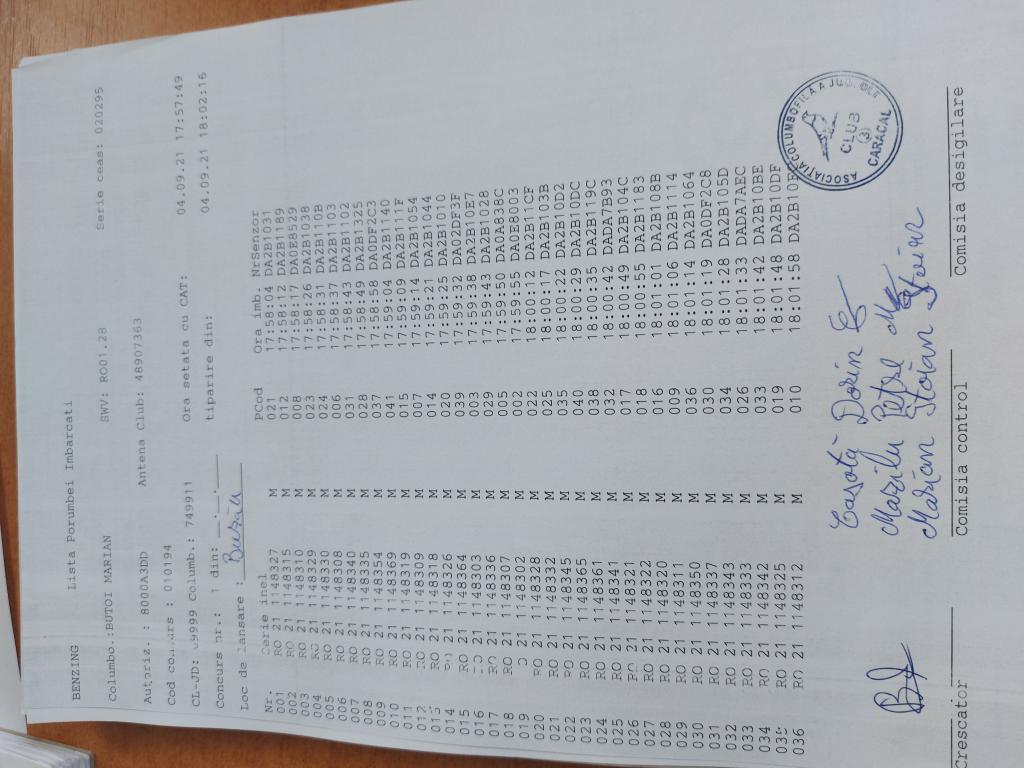 BENZING Lista Porumbei Imbarcati
Columbo.:BUTOI MARIAN SWV: RO01.28 Serie ceas: 020295
Autoriz. : 8000A3DD Antena Club: 48907363
Cod concurs : 010194
CL-JD: 9999 Columb.: 749911 Ora setata cu CAT: 04.09.21 17:57:49
Concurs nr.: 1 din: __.__.____ tiparire din: 04.09.21 18:02:16
Loc de lansare : Buzău
Nr. Serie inel PCod Ora imb. NrSenzor
001 RO 21 1148327 M 021 17:58:04 DA2B1031
002 RO 21 1148315 M 012 17:58:12 DA2B1189
003 RO 21 1148310 M 008 17:58:17 DA0E8529
004 RO 21 1148329 M 023 17:58:26 DA2B1038
005 RO 21 1148330 M 024 17:58:31 DA2B110B
006 RO 21 1148308 M 006 17:58:37 DA2B1103
007 RO 21 1148340 M 031 17:58:43 DA2B1102
008 RO 21 1148335 M 028 17:58:49 DA2B1325
009 RO 21 1148354 M 037 17:58:58 DA0DF2C3
010 RO 21 1148369 M 041 17:59:04 DA2B1140
011 RO 21 1148319 M 015 17:59:09 DA2B111F
012 RO 21 1148309 M 007 17:59:14 DA2B1054
013 RO 21 1148318 M 014 17:59:21 DA2B1044
014 RO 21 1148326 M 020 17:59:25 DA2B1010
015 RO 21 1148364 M 039 17:59:32 DA02DF3F
016 RO 21 1148303 M 003 17:59:38 DA2B10E7
017 RO 21 1148336 M 029 17:59:43 DA2B1028
018 RO 21 1148307 M 005 17:59:50 DA0A838C
019 RO 21 1148302 M 002 17:59:55 DA0E8003
020 RO 21 1148328 M 022 18:00:12 DA2B11CF
021 RO 21 1148332 M 025 18:00:17 DA2B103B
022 RO 21 1148345 M 035 18:00:22 DA2B10D2
023 RO 21 1148365 M 040 18:00:29 DA2B10DC
024 RO 21 1148361 M 038 18:00:35 DA2B119C
025 RO 21 1148341 M 032 18:00:42 DADA7B93
026 RO 21 1148321 M 017 18:00:49 DA2B104C
027 RO 21 1148322 M 018 18:00:55 DA2B1183
028 RO 21 1148320 M 016 18:01:01 DA2B108B
029 RO 21 1148311 M 009 18:01:06 DA2B1114
030 RO 21 1148350 M 036 18:01:14 DA2B1064
031 RO 21 1148337 M 030 18:01:19 DA0DF2C8
032 RO 21 1148343 M 034 18:01:28 DA2B105D
033 RO 21 1148333 M 026 18:01:33 DADA7AEC
034 RO 21 1148342 M 033 18:01:42 DA2B10BE
035 RO 21 1148325 M 019 18:01:48 DA2B10DF
036 RO 21 1148312 M 010 18:01:58
ASOCIATIA COLUMBOFILA A JUD. OLT
CLUB
3
CARACAL
Dorin
Marilu Petre
Marian Stoian Stoian
Crescator Comisia control Comisia desigilare